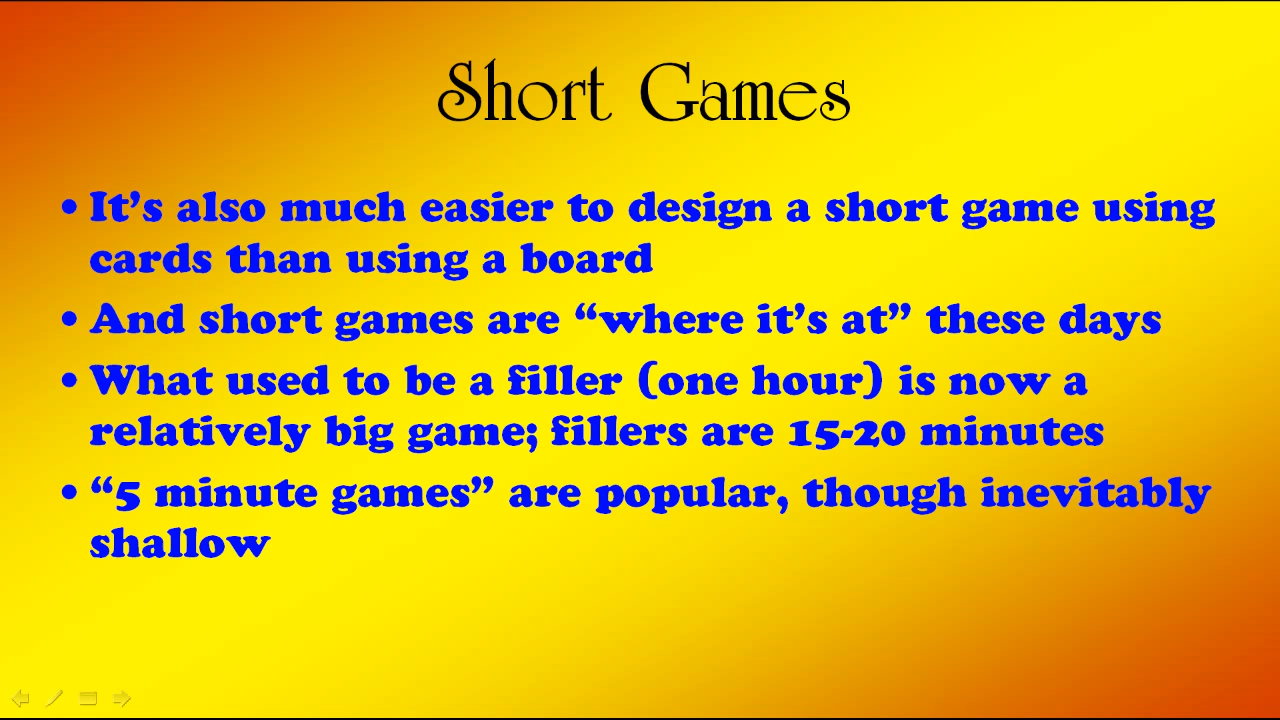 Short Games
• It’s also much easier to design a short game using
cards than using a board
• And short games are “where it’s at” these days
• What used to be a filler (one hour) is now a
relatively big game; fillers are 15-20 minutes
• “5 minute games” are popular, though inevitably
shallow